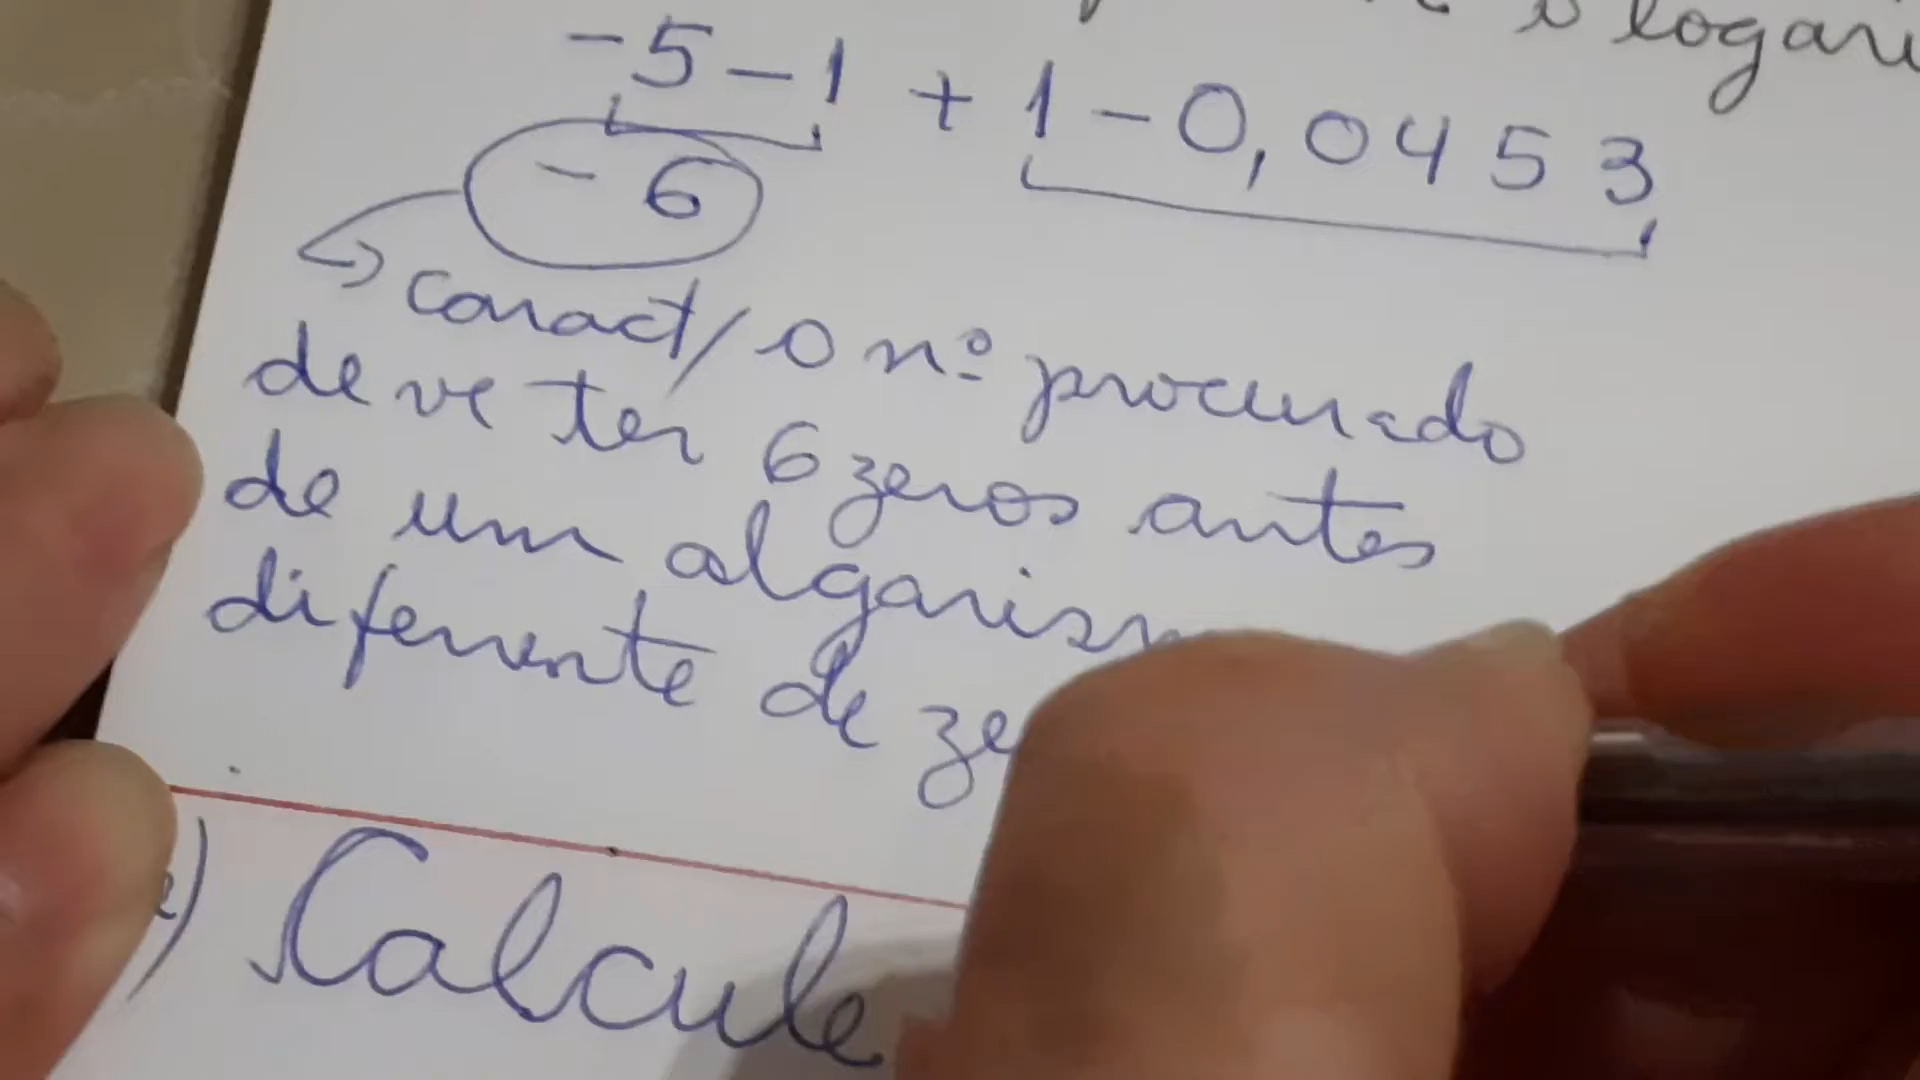 o logari
-5-1 + 1-0,0453
-6
caract/ o nº procurado
deve ter 6 zeros antes
de um algarism
diferente de ze
e) Calcule